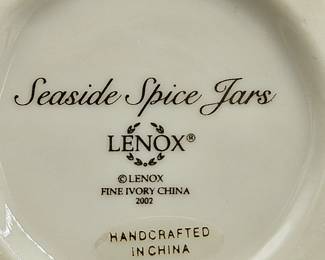 Seaside Spice Jars
LENOX®
© LENOX
FINE IVORY CHINA
2002
HANDCRAFTED
IN CHINA